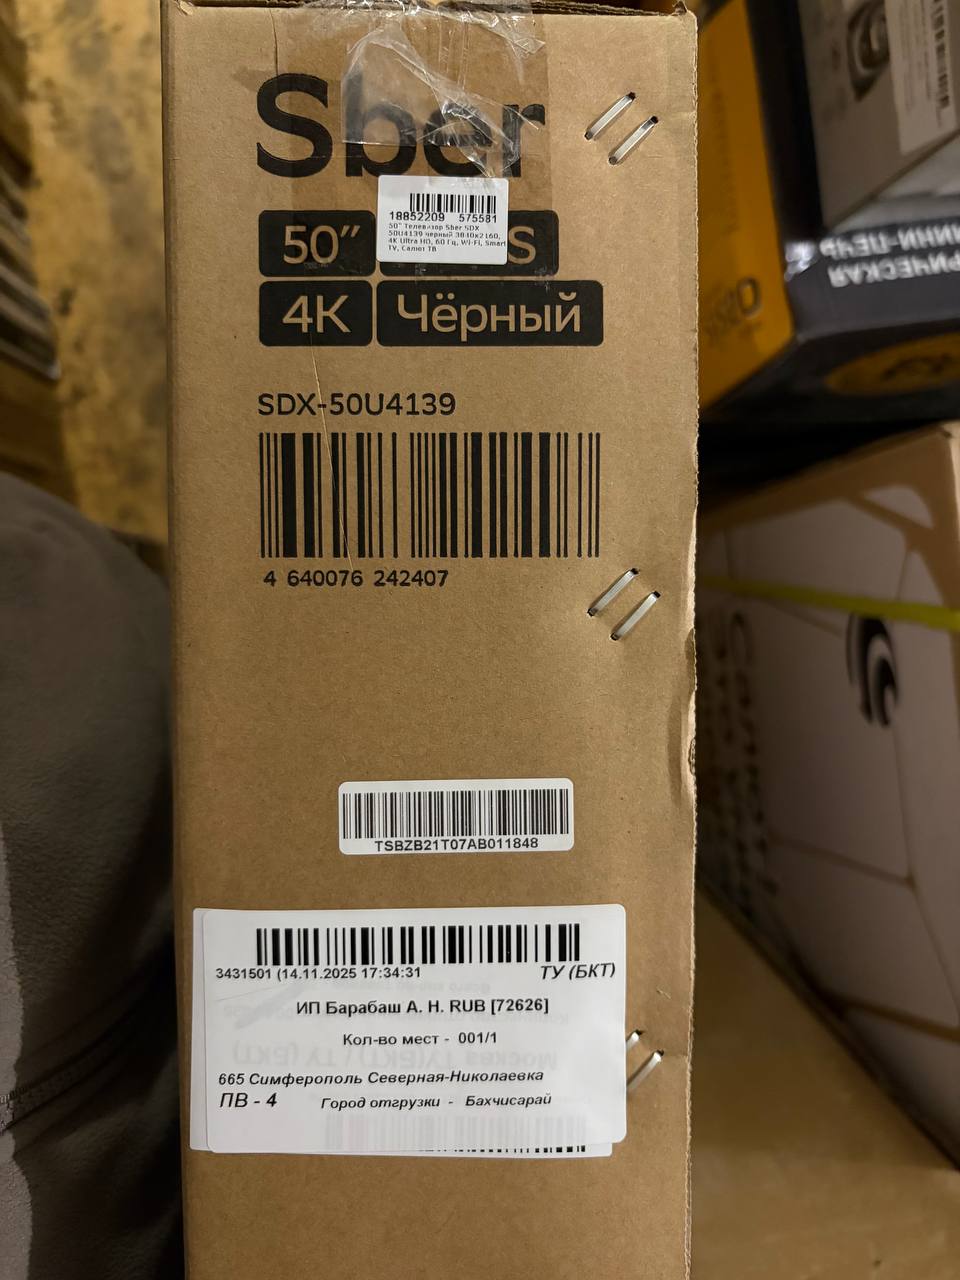 Sber
18852209 575581
50" Телевизор Sber SDX
50U4139 черный 3840x2160,
4K Ultra HD, 60 Гц, Wi-Fi, Smart
TV, Салют ТВ
50” S
4K Чёрный
SDX-50U4139
4 640076 242407
TSBZB21T07AB011848
3431501 (14.11.2025 17:34:31 ТУ (БКТ)
ИП Барабаш А. Н. RUB [72626]
Кол-во мест - 001/1
665 Симферополь Северная-Николаевка
ПВ - 4 Город отгрузки - Бахчисарай